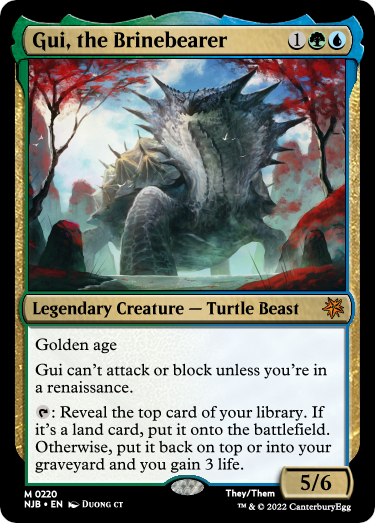 Gui, the Brinebearer 1
Legendary Creature — Turtle Beast
Golden age
Gui can't attack or block unless you're in
a renaissance.
: Reveal the top card of your library. If
it's a land card, put it onto the battlefield.
Otherwise, put it back on top or into your
graveyard and you gain 3 life.
5/6
M 0220
NJB • EN DUONG CT
They/Them
™ & © 2022 CanterburyEgg